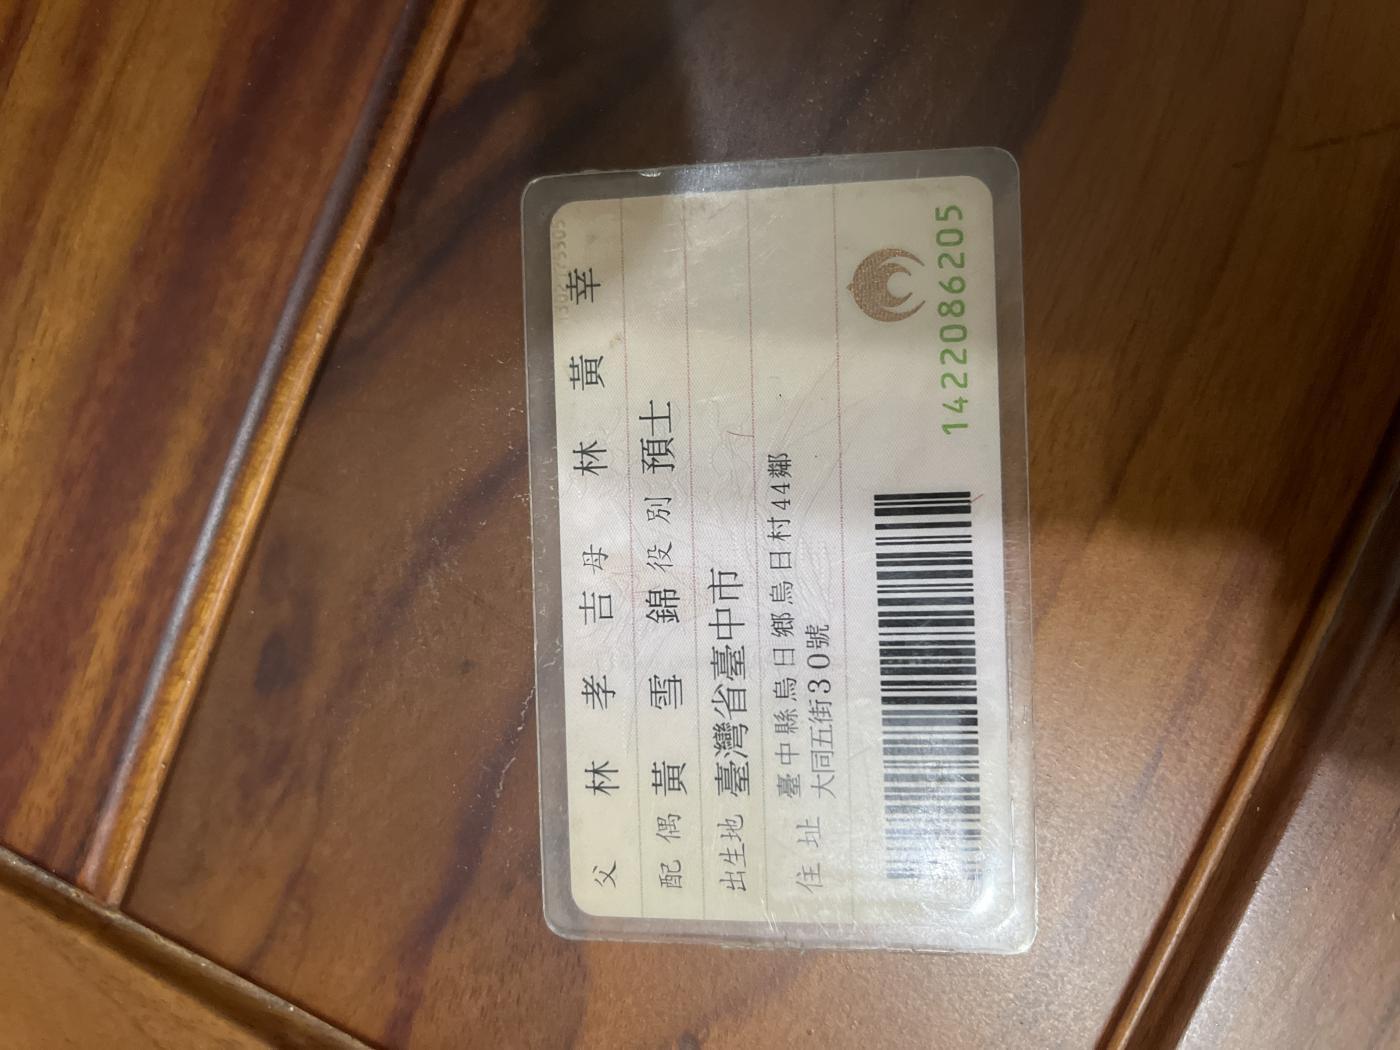 父 林 孝 吉 母 林 黃 幸
配偶 黃 雪 錦 役別 預士
出生地 臺灣省臺中市
住址 臺中縣烏日鄉烏日村44鄰
大同五街30號
1422086205